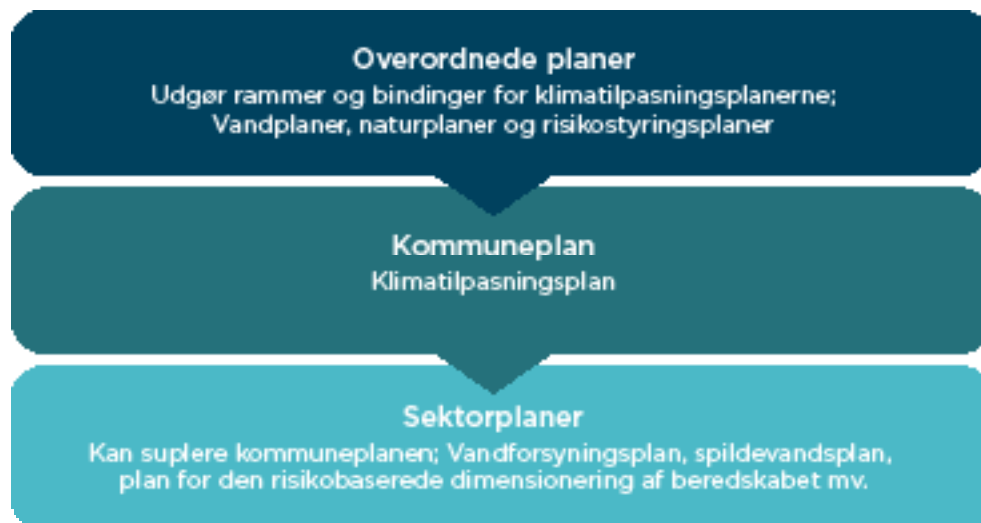 Overordnede planer
Udgør rammer og bindinger for klimatilpasningsplanerne;
Vandplaner, naturplaner og risikostyringsplaner
Kommuneplan
Klimatilpasningsplan
Sektorplaner
Kan suplere kommuneplanen; Vandforsyningsplan, spildevandsplan,
plan for den risikobaserede dimensionering af beredskabet mv.